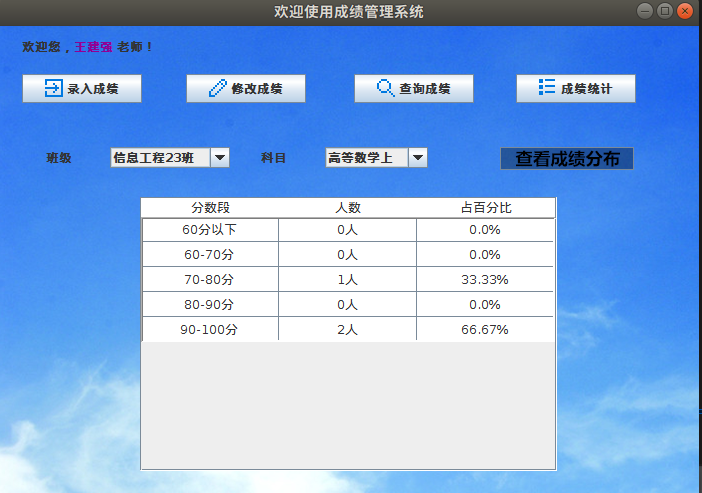 欢迎使用成绩管理系统
欢迎您，王建强 老师！
录入成绩 修改成绩 查询成绩 成绩统计
班级 信息工程23班 科目 高等数学上 查看成绩分布
分数段 人数 占百分比
60分以下 0人 0.0%
60-70分 0人 0.0%
70-80分 1人 33.33%
80-90分 0人 0.0%
90-100分 2人 66.67%